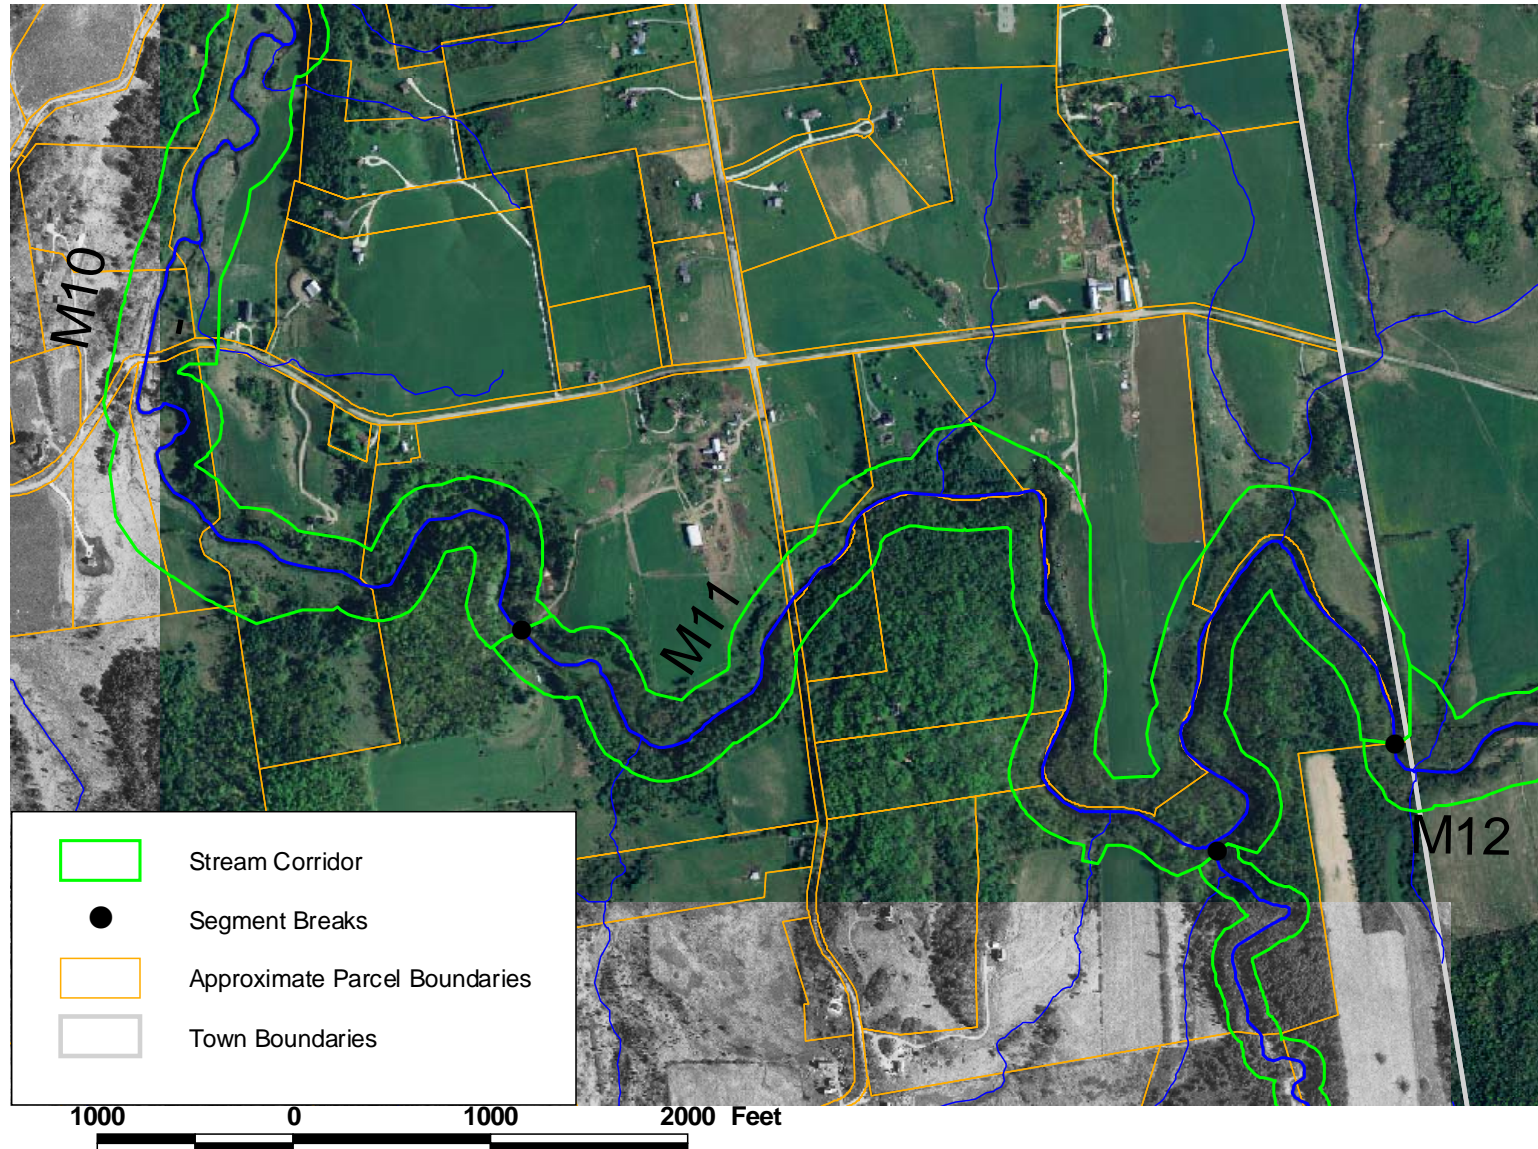 M10
M11
M12
Stream Corridor
Segment Breaks
Approximate Parcel Boundaries
Town Boundaries
1000 0 1000 2000 Feet